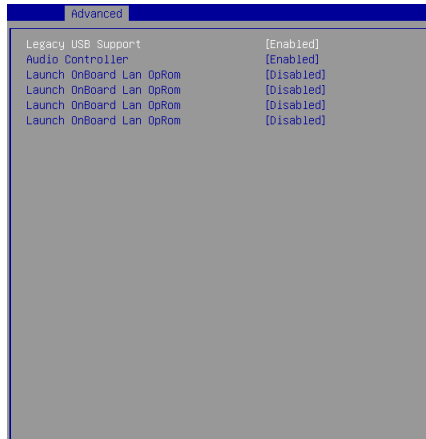 Advanced
Legacy USB Support [Enabled]
Audio Controller [Enabled]
Launch OnBoard Lan OpRom [Disabled]
Launch OnBoard Lan OpRom [Disabled]
Launch OnBoard Lan OpRom [Disabled]
Launch OnBoard Lan OpRom [Disabled]